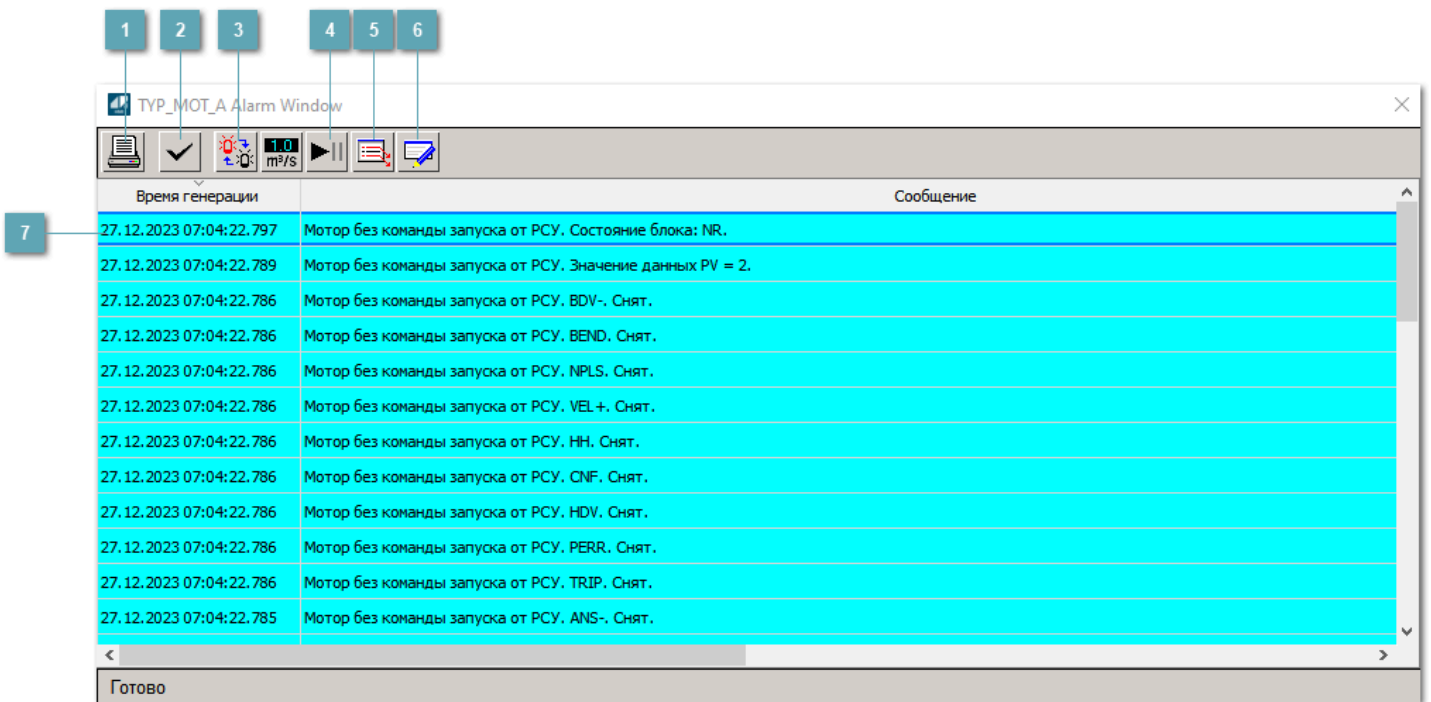 1 2 3 4 5 6
TYP_MOT_A Alarm Window
1.0
m³/s
Время генерации Сообщение
7
27.12.2023 07:04:22.797 Мотор без команды запуска от РСУ. Состояние блока: NR.
27.12.2023 07:04:22.789 Мотор без команды запуска от РСУ. Значение данных PV = 2.
27.12.2023 07:04:22.786 Мотор без команды запуска от РСУ. BDV-. Снят.
27.12.2023 07:04:22.786 Мотор без команды запуска от РСУ. BEND. Снят.
27.12.2023 07:04:22.786 Мотор без команды запуска от РСУ. NPLS. Снят.
27.12.2023 07:04:22.786 Мотор без команды запуска от РСУ. VEL+. Снят.
27.12.2023 07:04:22.786 Мотор без команды запуска от РСУ. HH. Снят.
27.12.2023 07:04:22.786 Мотор без команды запуска от РСУ. CNF. Снят.
27.12.2023 07:04:22.786 Мотор без команды запуска от РСУ. HDV. Снят.
27.12.2023 07:04:22.786 Мотор без команды запуска от РСУ. PERR. Снят.
27.12.2023 07:04:22.786 Мотор без команды запуска от РСУ. TRIP. Снят.
27.12.2023 07:04:22.785 Мотор без команды запуска от РСУ. ANS-. Снят.
Готово